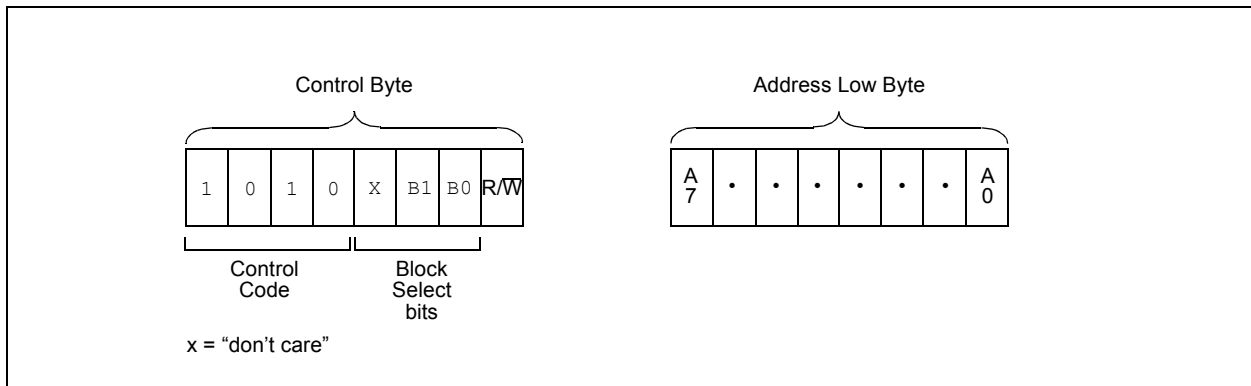 Control Byte
Address Low Byte
1 0 1 0 X B1 B0 R/W̅
A
7 • • • • • • A
0
Control
Code
Block
Select
bits
x = “don’t care”